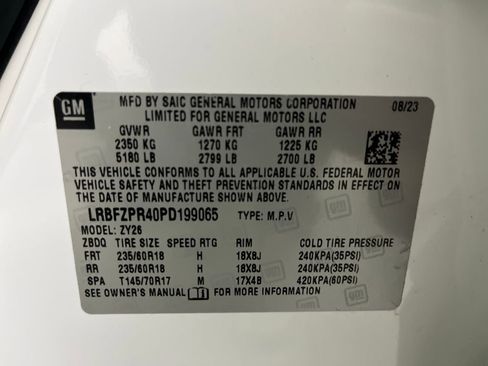 GM
MFD BY SAIC GENERAL MOTORS CORPORATION 08/23
LIMITED FOR GENERAL MOTORS LLC
GVWR GAWR FRT GAWR RR
2350 KG 1270 KG 1225 KG
5180 LB 2799 LB 2700 LB
THIS VEHICLE CONFORMS TO ALL APPLICABLE U.S. FEDERAL MOTOR
VEHICLE SAFETY AND THEFT PREVENTION STANDARDS IN EFFECT ON
THE DATE OF MANUFACTURE SHOWN ABOVE.
LRBFZPR40PD199065 TYPE: M.P.V
MODEL: ZY26
ZBDQ TIRE SIZE SPEED RTG RIM COLD TIRE PRESSURE
FRT 235/60R18 H 18X8J 240KPA(35PSI)
RR 235/60R18 H 18X8J 240KPA(35PSI)
SPA T145/70R17 M 17X4B 420KPA(60PSI)
SEE OWNER'S MANUAL FOR MORE INFORMATION